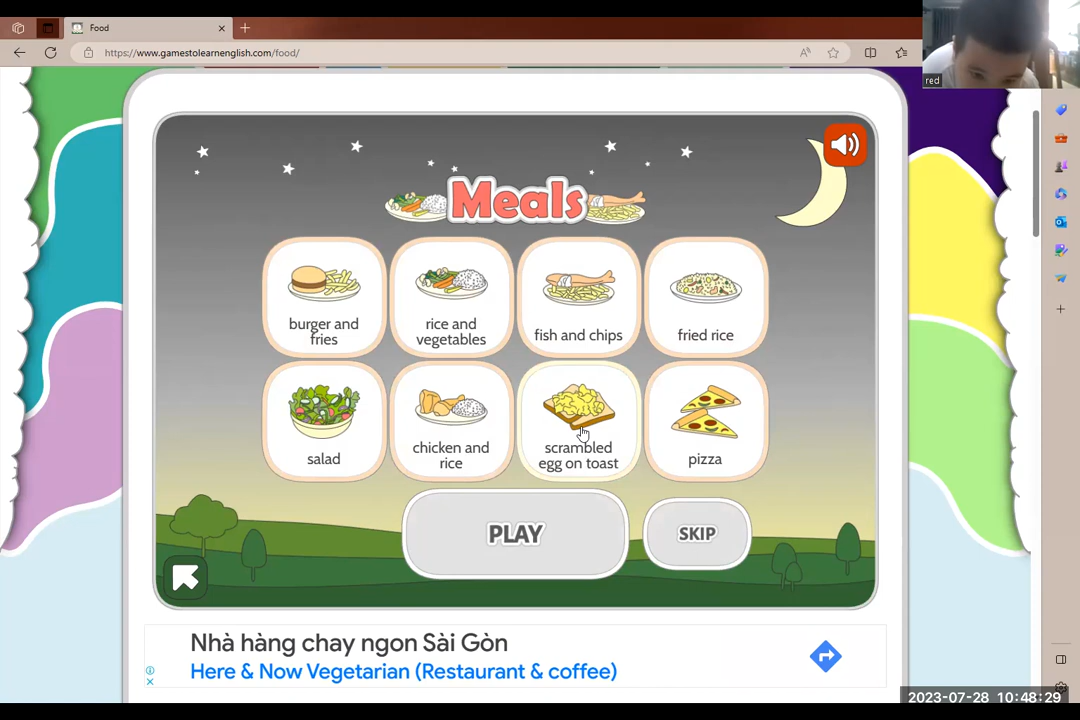 Food
https://www.gamestolearnenglish.com/food/
red
Meals
burger and
fries
rice and
vegetables
fish and chips
fried rice
salad
chicken and
rice
scrambled
egg on toast
pizza
PLAY
SKIP
Nhà hàng chay ngon Sài Gòn
Here & Now Vegetarian (Restaurant & coffee)
2023-07-28 10:48:29